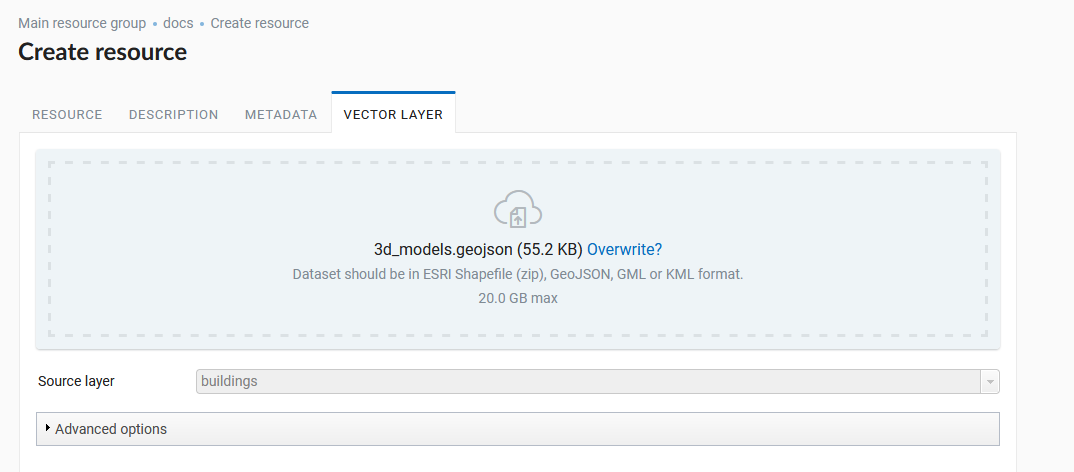 Main resource group • docs • Create resource
Create resource
RESOURCE DESCRIPTION METADATA VECTOR LAYER
3d_models.geojson (55.2 KB) Overwrite?
Dataset should be in ESRI Shapefile (zip), GeoJSON, GML or KML format.
20.0 GB max
Source layer buildings
Advanced options